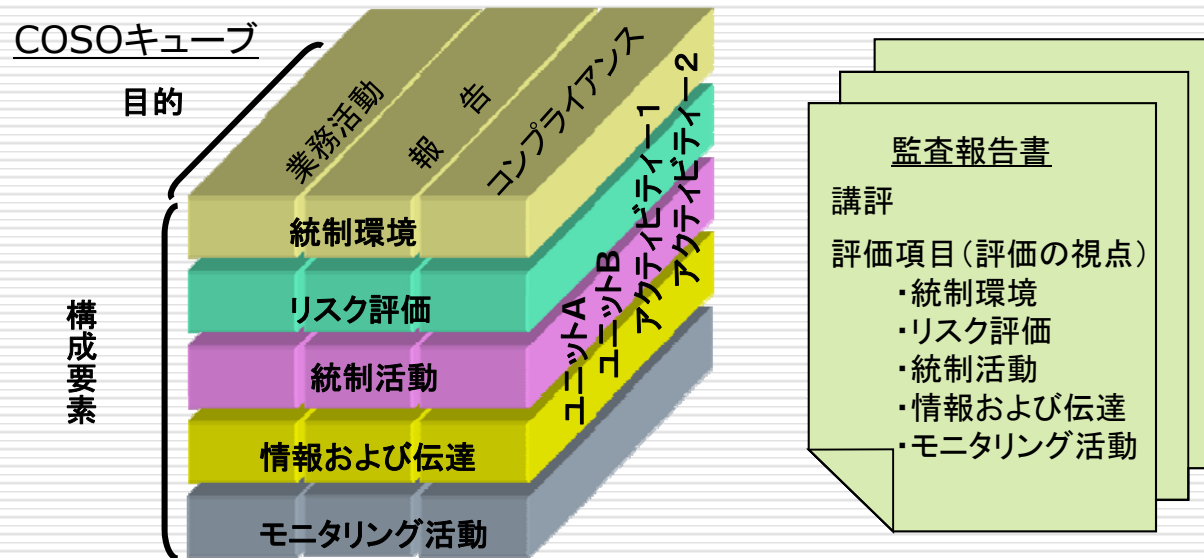 COSOキューブ
目的
業務活動
報告
コンプライアンス
構成要素
統制環境
リスク評価
統制活動
情報および伝達
モニタリング活動
ユニットA
ユニットB
アクティビティー1
アクティビティー2
監査報告書
講評
評価項目(評価の視点)
・統制環境
・リスク評価
・統制活動
・情報および伝達
・モニタリング活動